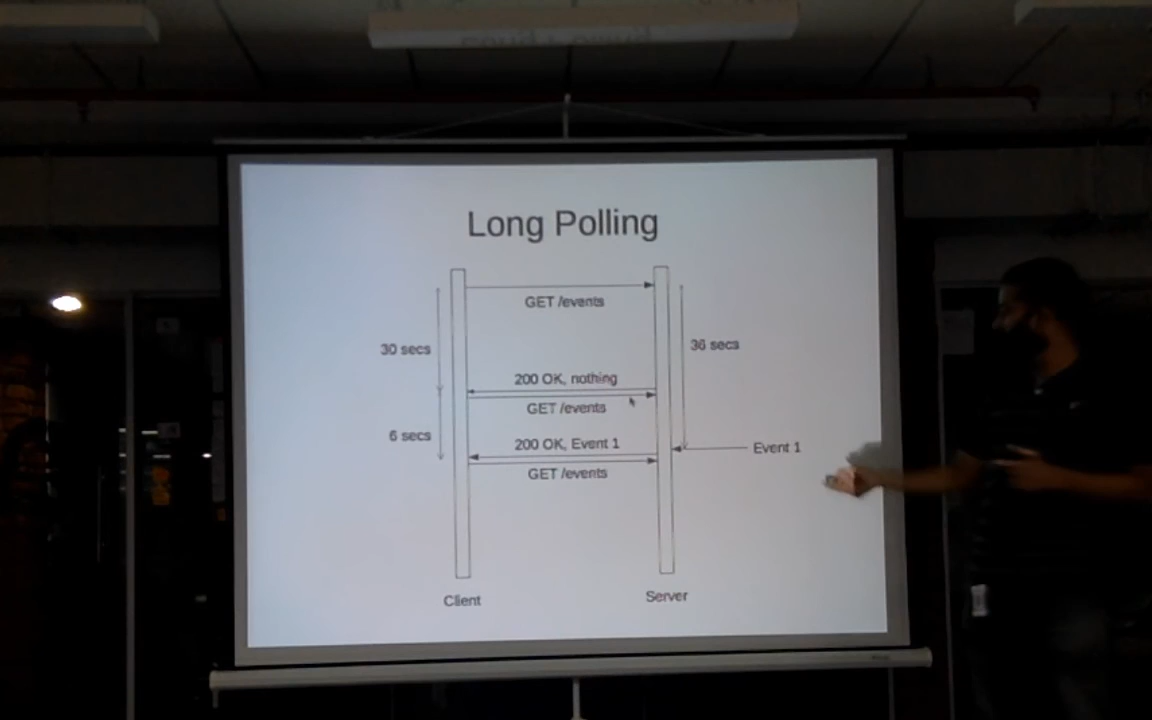 Long Polling
GET /events
30 secs
36 secs
200 OK, nothing
GET /events
6 secs
200 OK, Event 1
Event 1
GET /events
Client
Server